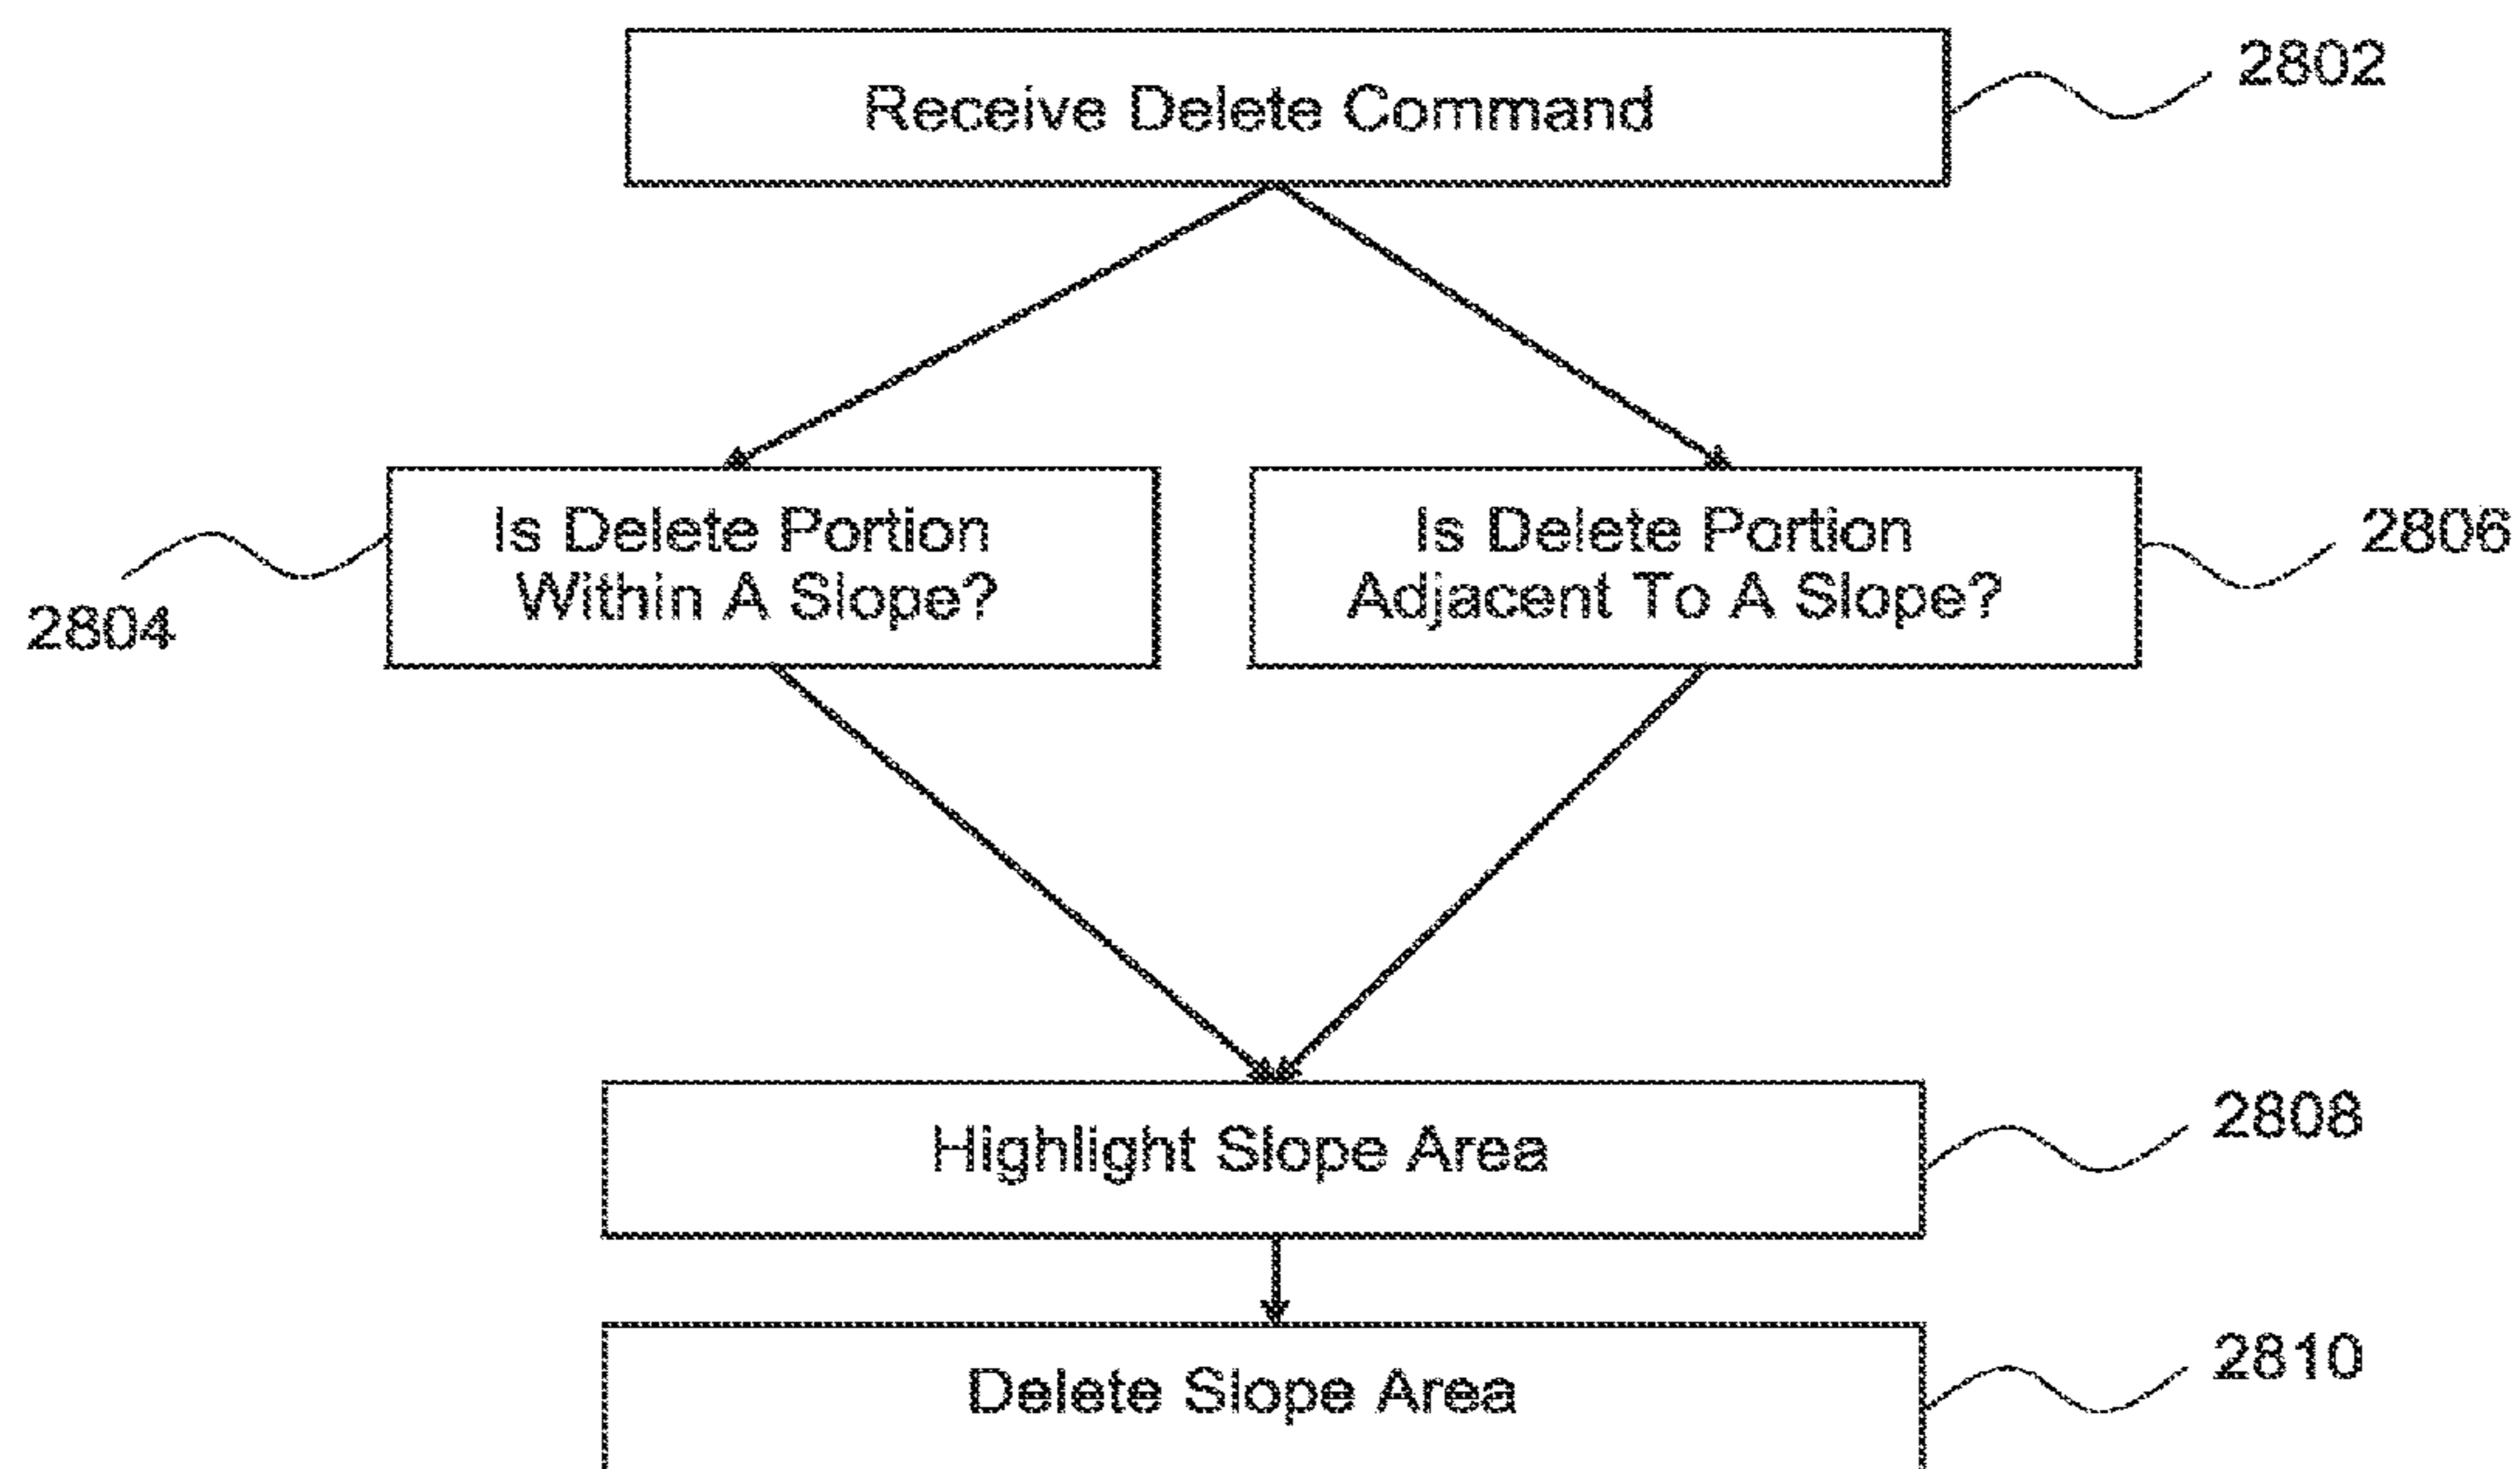 Receive Delete Command
2802
Is Delete Portion
Within A Slope?
2804
Is Delete Portion
Adjacent To A Slope?
2806
Highlight Slope Area
2808
Delete Slope Area
2810